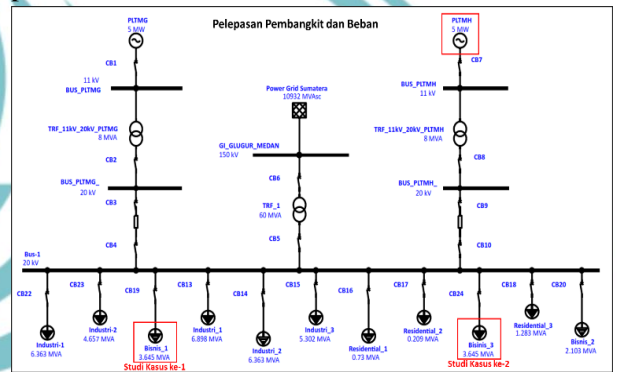 Pelepasan Pembangkit dan Beban
PLTMG
5 MW
CB1
11 kV
BUS_PLTMG
TRF_11kV_20kV_PLTMG
8 MVA
CB2
BUS_PLTMG_
20 kV
CB3
CB4
Power Grid Sumatera
10932 MVAsc
GI_GLUGUR_MEDAN
150 kV
CB6
TRF_1
60 MVA
CB5
PLTMH
5 MW
CB7
BUS_PLTMH
11 kV
TRF_11kV_20kV_PLTMH
8 MVA
CB8
BUS_PLTMH_
20 kV
CB9
CB10
Bus-1
20 kV
CB22
CB23
CB19
CB13
CB14
CB15
CB16
CB17
CB24
CB18
CB20
Industri-1
6.363 MVA
Industri-2
4.657 MVA
Bisnis_1
3.645 MVA
Studi Kasus ke-1
Industri_1
6.898 MVA
Industri_2
6.363 MVA
Industri_3
5.302 MVA
Residential_1
0.73 MVA
Residential_2
0.209 MVA
Bisinis_3
3.645 MVA
Studi Kasus ke-2
Residential_3
1.283 MVA
Bisnis_2
2.103 MVA